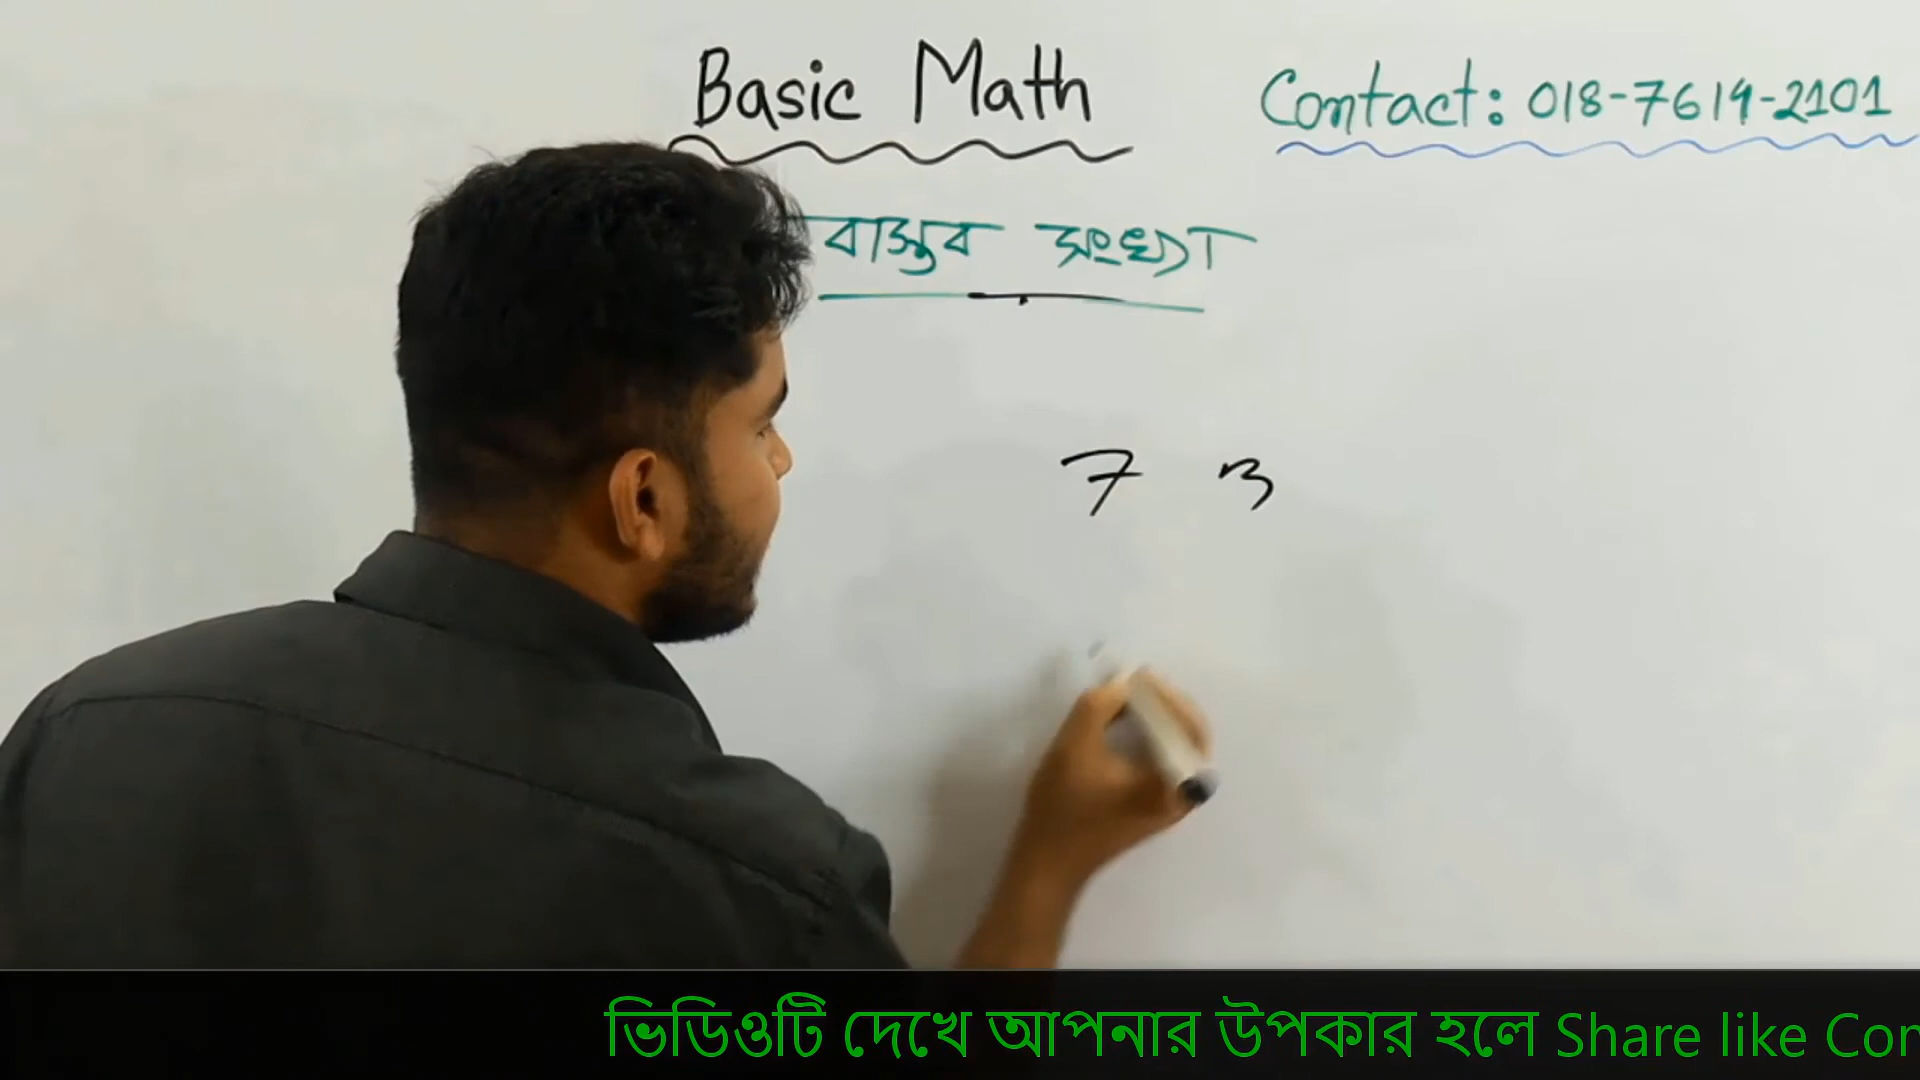 Basic Math
Contact: 018-7619-2101
বাস্তব সংখ্যা
7 3
ভিডিওটি দেখে আপনার উপকার হলে Share like Con